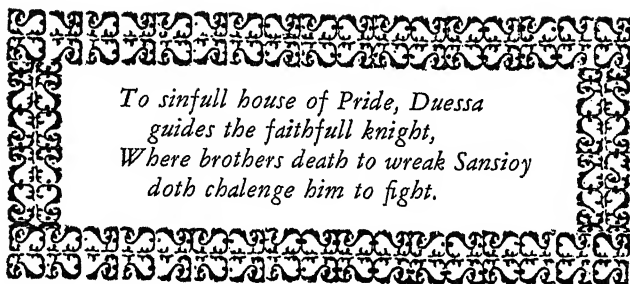 To sinfull house of Pride, Duessa
guides the faithfull knight,
Where brothers death to wreak Sansioy
doth chalenge him to fight.